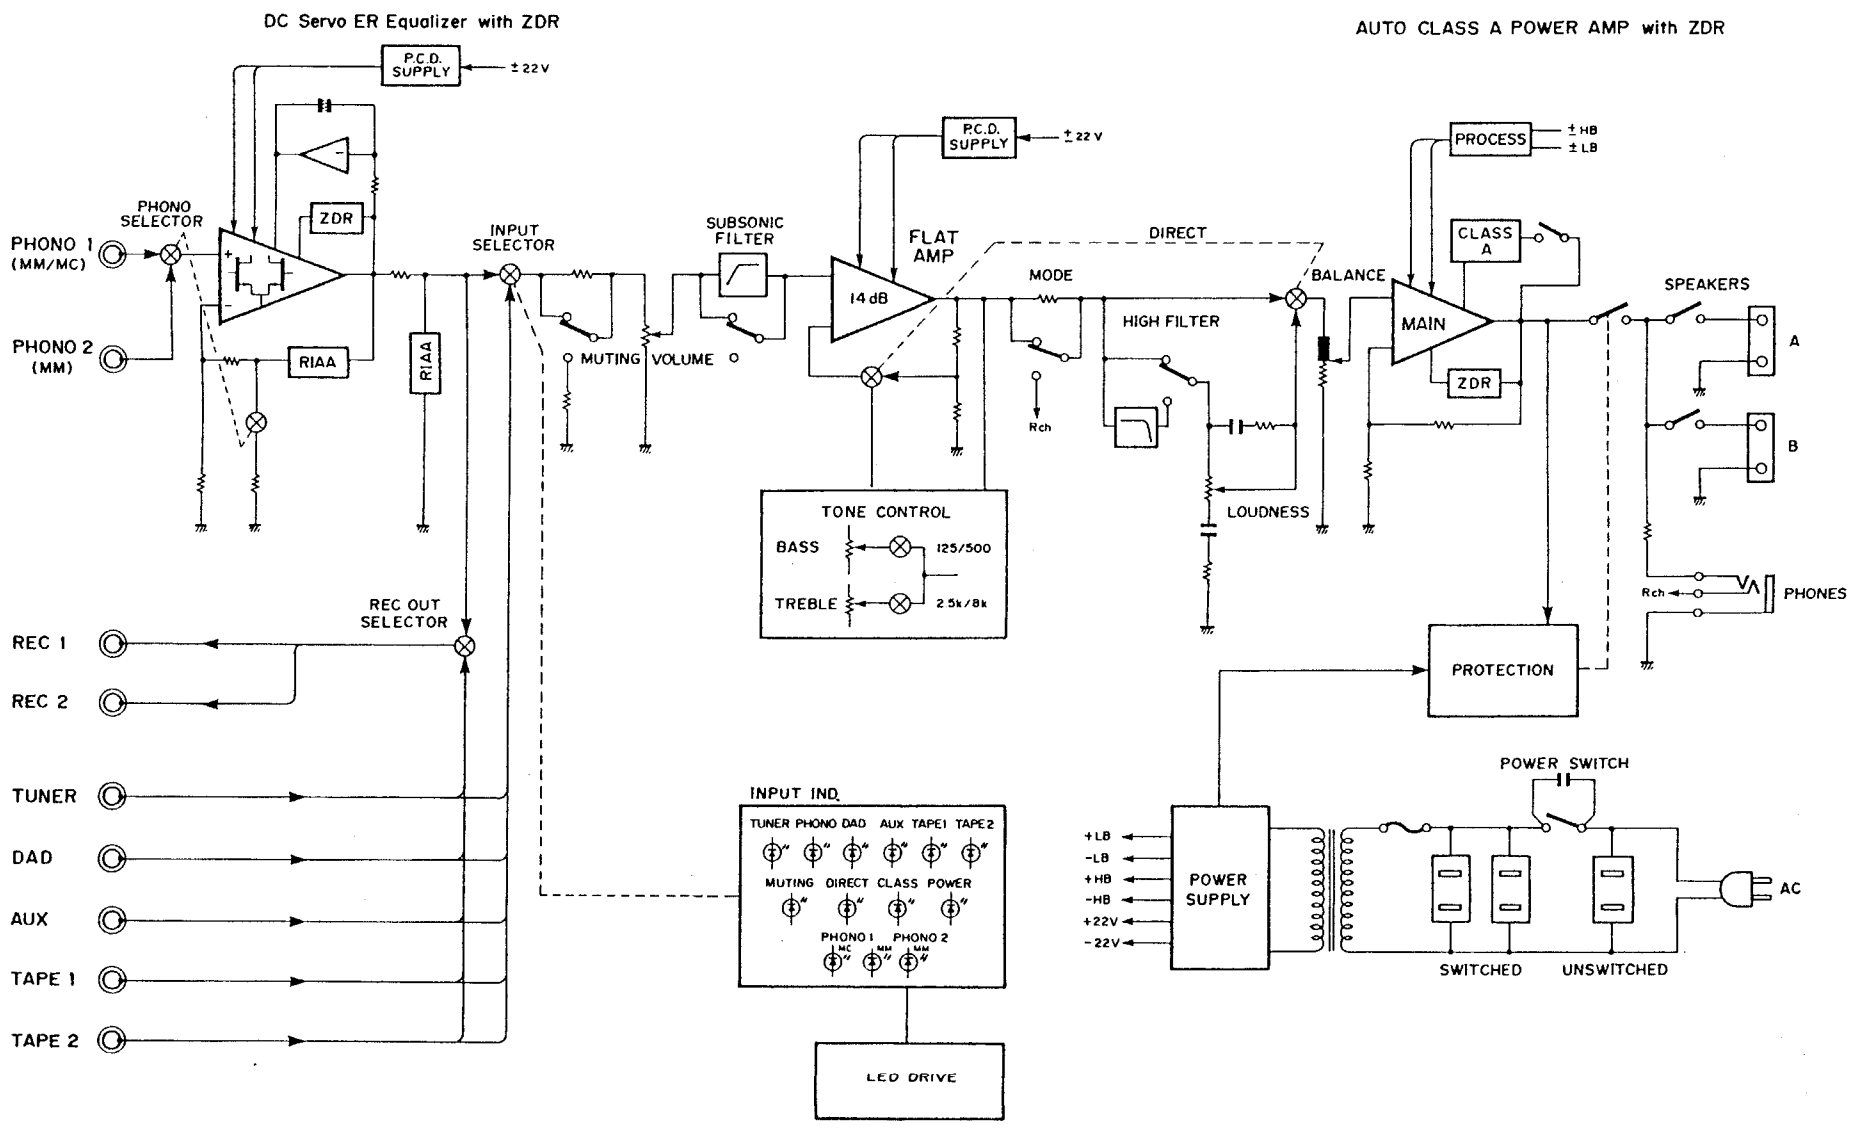 DC Servo ER Equalizer with ZDR
AUTO CLASS A POWER AMP with ZDR
P.C.D.
SUPPLY
± 22V
P.C.D.
SUPPLY
± 22 V
PROCESS
± HB
± LB
PHONO
SELECTOR
ZDR
PHONO 1
(MM/MC)
+
−
−
PHONO 2
(MM)
RIAA
RIAA
INPUT
SELECTOR
MUTING
VOLUME
SUBSONIC
FILTER
FLAT
AMP
14 dB
DIRECT
MODE
Rch
HIGH FILTER
BALANCE
LOUDNESS
CLASS
A
MAIN
ZDR
SPEAKERS
A
B
Rch
PHONES
TONE CONTROL
BASS
125/500
TREBLE
2.5k/8k
REC OUT
SELECTOR
REC 1
REC 2
PROTECTION
TUNER
DAD
AUX
TAPE 1
TAPE 2
INPUT IND.
TUNER PHONO DAD AUX TAPE1 TAPE2
MUTING DIRECT CLASS POWER
PHONO 1 PHONO 2
MC MM MM
LED DRIVE
POWER SWITCH
+LB
-LB
+HB
-HB
+22V
-22V
POWER
SUPPLY
AC
SWITCHED
UNSWITCHED